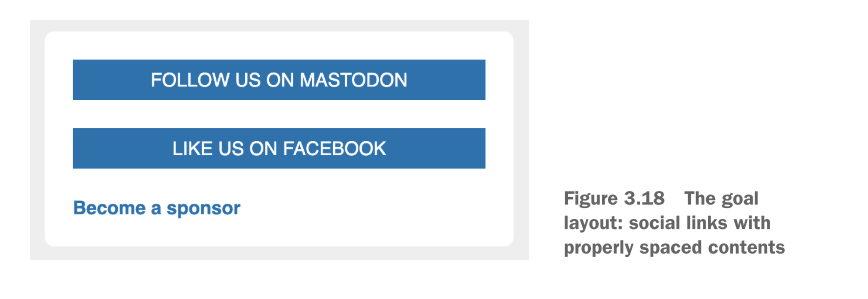 FOLLOW US ON MASTODON
LIKE US ON FACEBOOK
Become a sponsor
Figure 3.18 The goal
layout: social links with
properly spaced contents